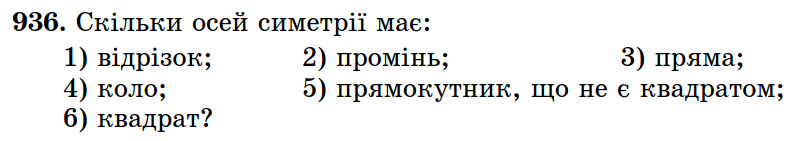 936. Скільки осей симетрії має:
1) відрізок; 2) промінь; 3) пряма;
4) коло; 5) прямокутник, що не є квадратом;
6) квадрат?